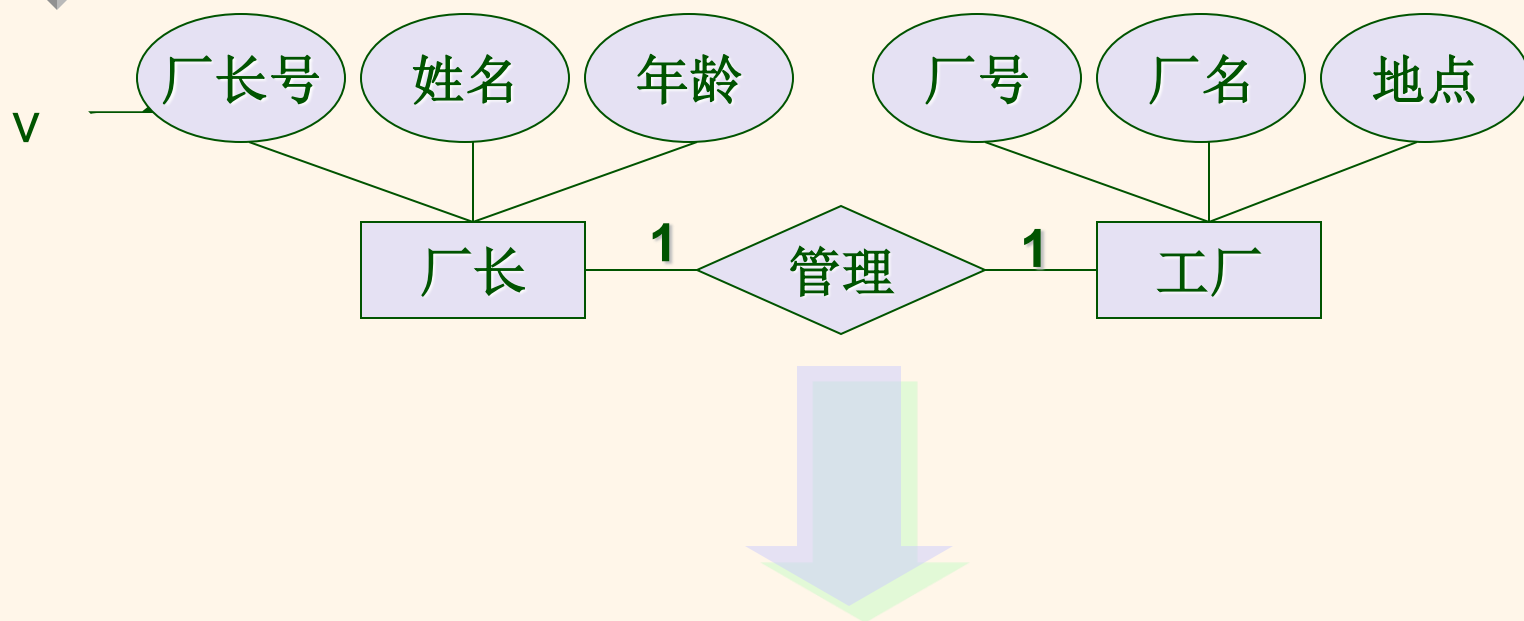 厂长号 姓名 年龄 厂号 厂名 地点
v
厂长 1 管理 1 工厂